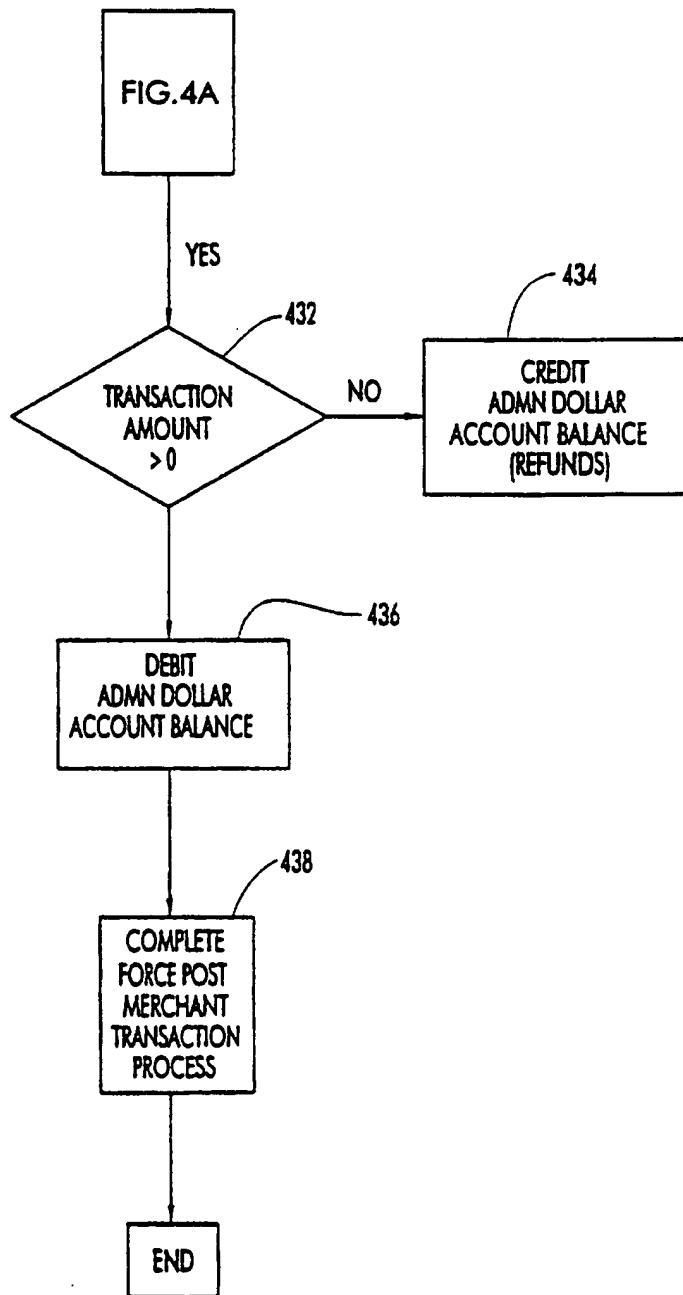 FIG.4A
YES
432
TRANSACTION
AMOUNT
> 0
NO
434
CREDIT
ADMN DOLLAR
ACCOUNT BALANCE
(REFUNDS)
436
DEBIT
ADMN DOLLAR
ACCOUNT BALANCE
438
COMPLETE
FORCE POST
MERCHANT
TRANSACTION
PROCESS
END